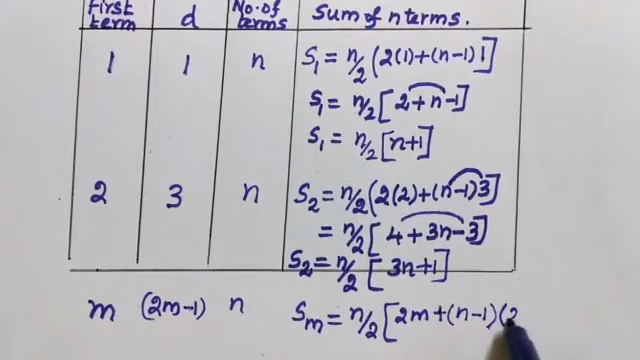 First term d No. of terms Sum of n terms.
1 1 n S₁ = n/2 (2(1)+(n-1)1]
S₁ = n/2 [2+n-1]
S₁ = n/2 [n+1]
2 3 n S₂ = n/2 (2(2)+(n-1)3]
= n/2 [4+3n-3]
S₂ = n/2 [3n+1]
m (2m-1) n Sm = n/2 [2m+(n-1)(2